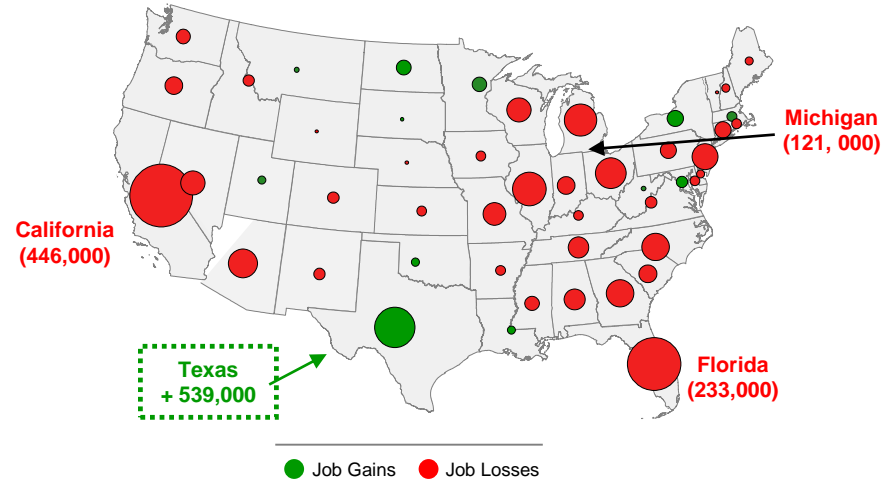 Michigan
(121, 000)
California
(446,000)
Texas
+ 539,000
Florida
(233,000)
Job Gains
Job Losses